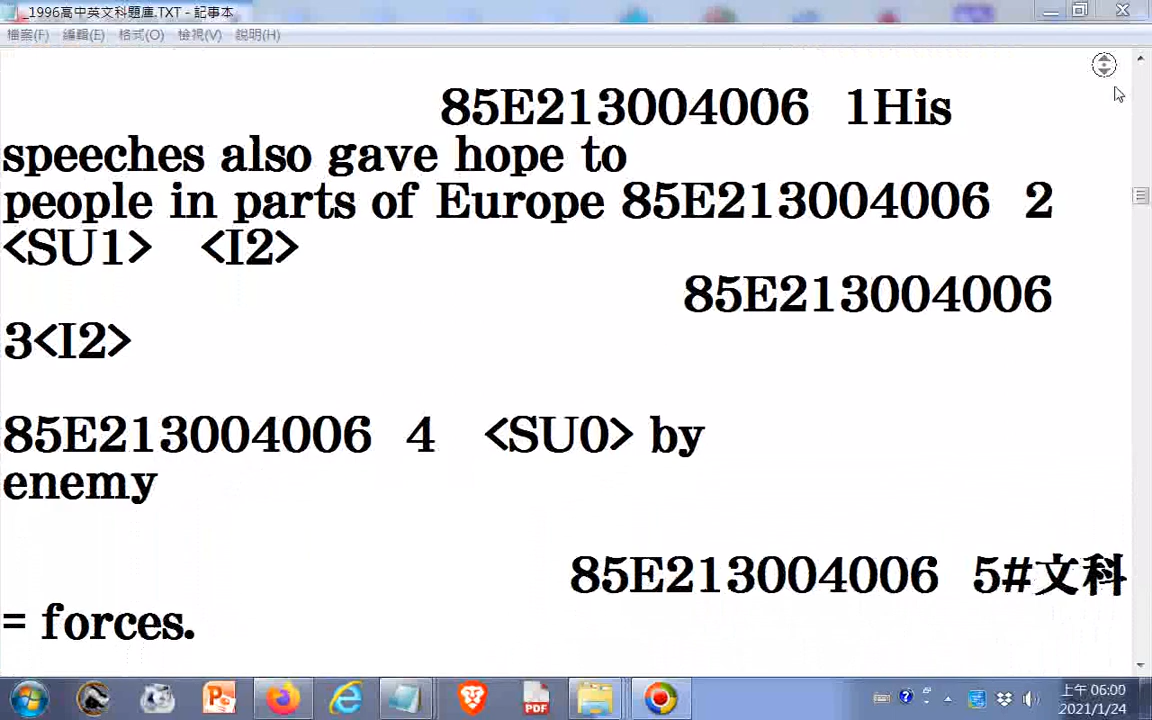 _1996高中英文科題庫.TXT - 記事本
檔案(F) 編輯(E) 格式(O) 檢視(V) 說明(H)
85E213004006 1His
speeches also gave hope to
people in parts of Europe 85E213004006 2
<SU1> <I2>
85E213004006
3<I2>
85E213004006 4 <SU0> by
enemy
85E213004006 5#文科
= forces.
PDF
上午 06:00
2021/1/24